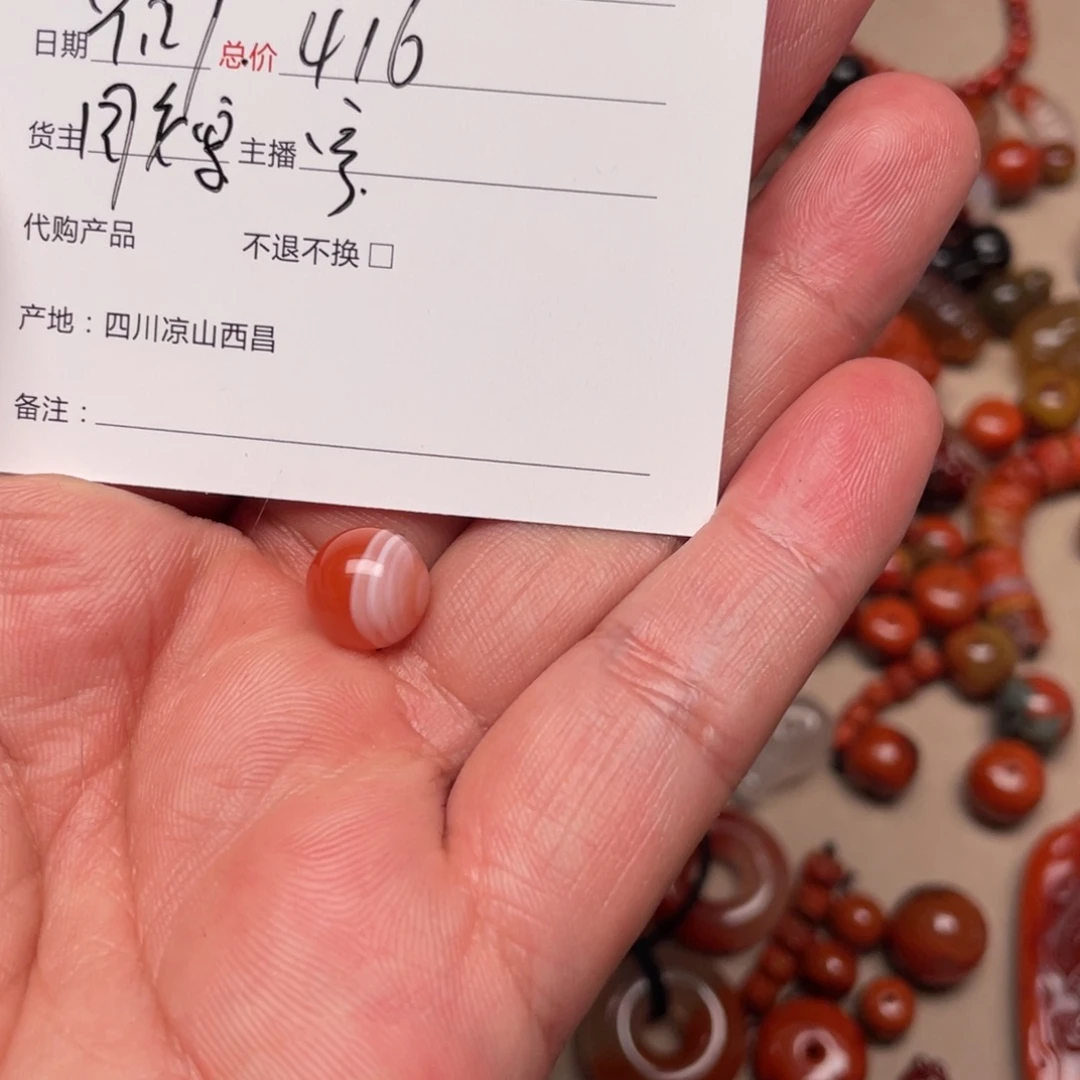 日期 总价 416
货主 主播
代购产品 不退不换 □
产地：四川凉山西昌
备注：